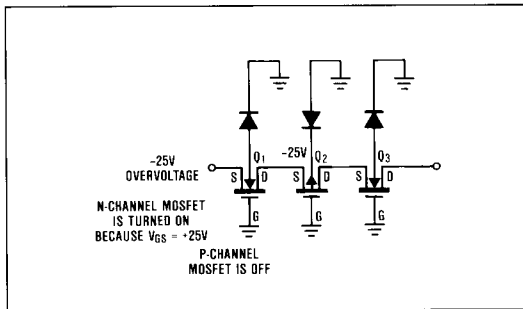 Q1
-25V
Q2
Q3
-25V
OVERVOLTAGE
S
D
S
D
S
D
N-CHANNEL MOSFET
IS TURNED ON
BECAUSE VGS = +25V
G
G
G
P-CHANNEL
MOSFET IS OFF